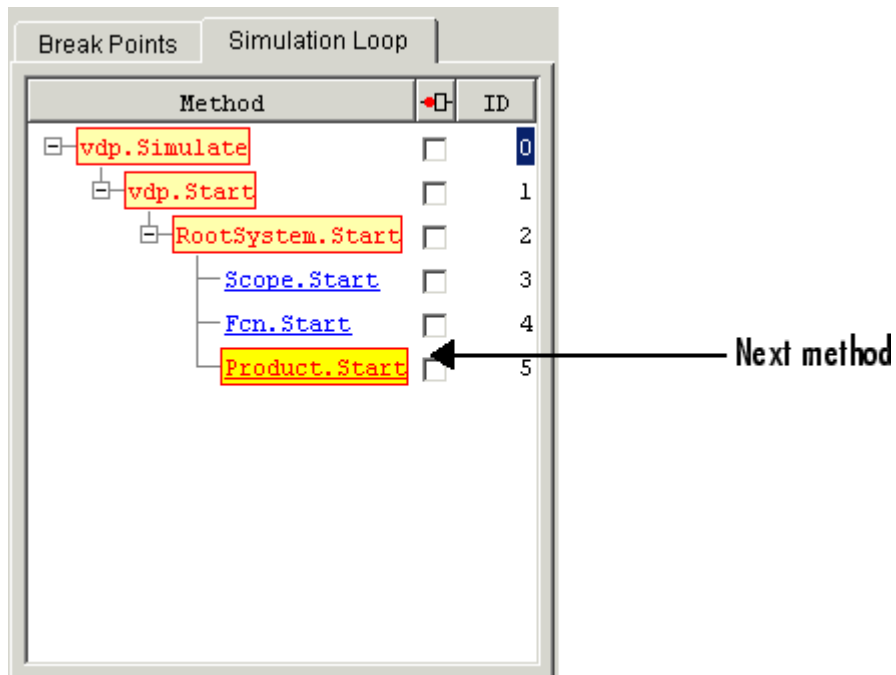 Break Points Simulation Loop
Method ID
vdp.Simulate 0
vdp.Start 1
RootSystem.Start 2
Scope.Start 3
Fcn.Start 4
Product.Start 5
Next method